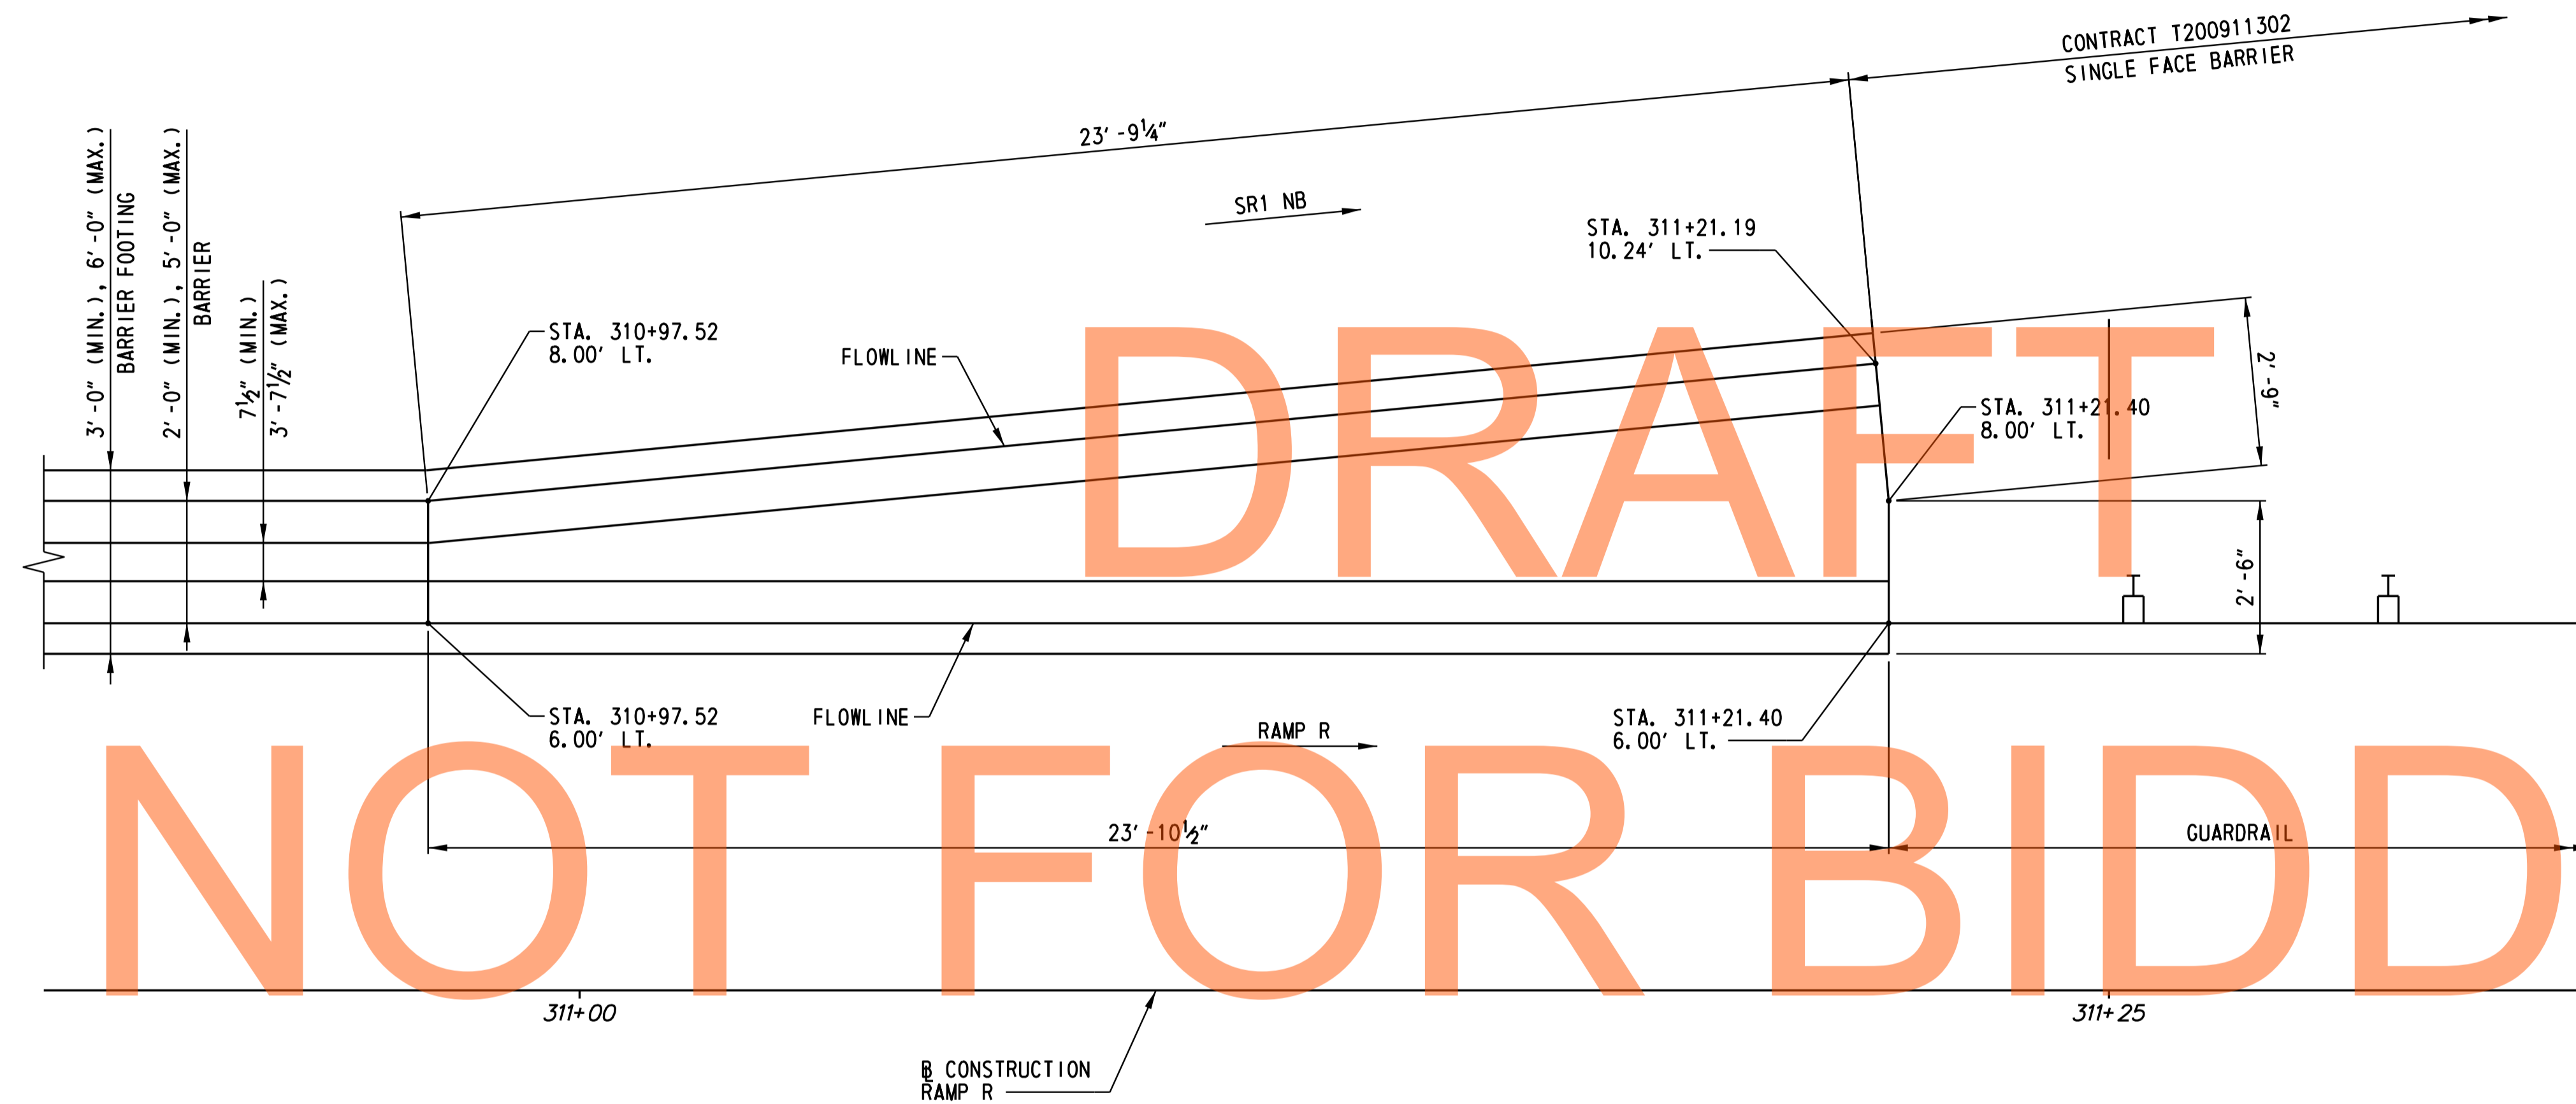 CONTRACT T200911302
SINGLE FACE BARRIER
23'-9¼"
SR1 NB
3'-0" (MIN.), 6'-0" (MAX.)
BARRIER FOOTING
2'-0" (MIN.), 5'-0" (MAX.)
BARRIER
7½" (MIN.)
3'-7½" (MAX.)
STA. 310+97.52
8.00' LT.
FLOWLINE
STA. 311+21.19
10.24' LT.
STA. 311+21.40
8.00' LT.
2'-9"
2'-6"
DRAFT
STA. 310+97.52
6.00' LT.
FLOWLINE
RAMP R
STA. 311+21.40
6.00' LT.
23'-10½"
GUARDRAIL
NOT FOR BIDD
311+00
311+25
BL CONSTRUCTION
RAMP R